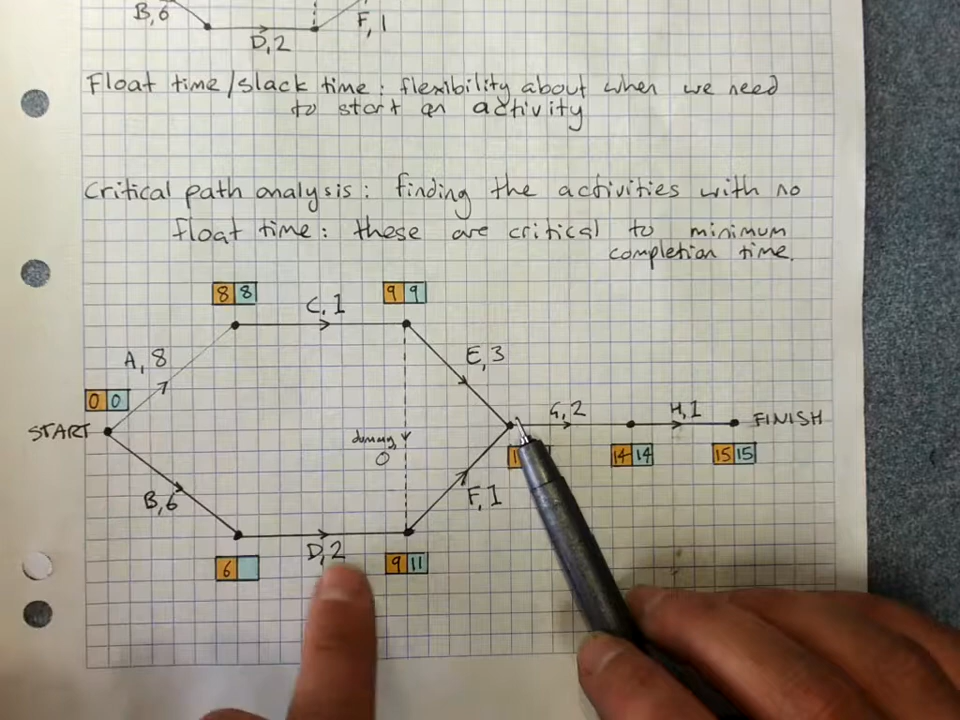 B,6
F,1
D,2
Float time/slack time: flexibility about when we need
to start an activity
Critical path analysis: finding the activities with no
float time: these are critical to minimum
completion time.
8 8
9 9
C,1
A,8
E,3
0 0
START
G,2
H,1
FINISH
dummy,
0
14 14
15 15
B,6
F,1
D,2
6
9 11